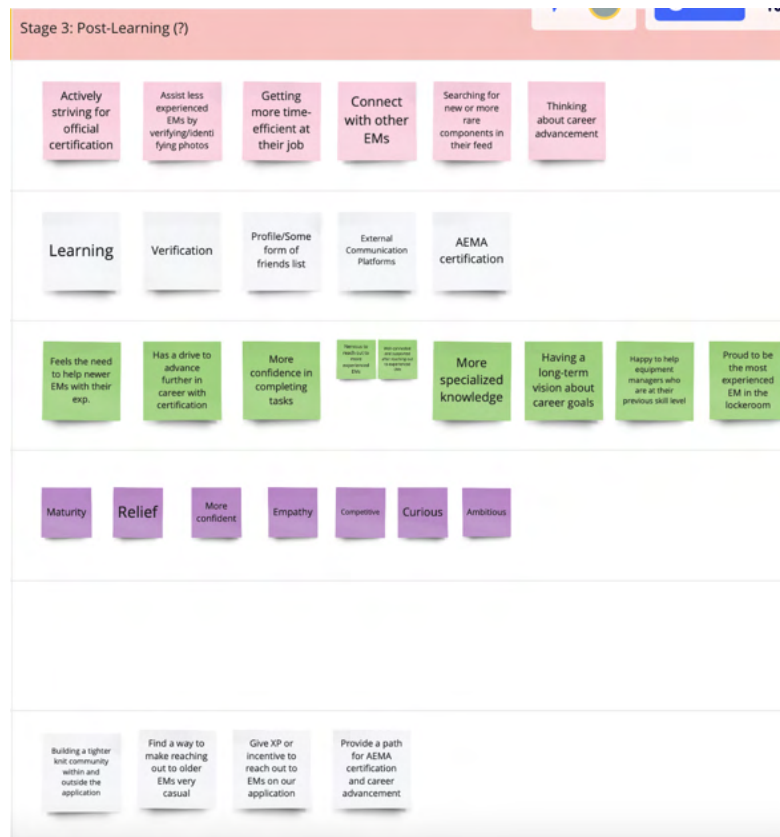 Stage 3: Post-Learning (?)
Actively
striving for
official
certification
Assist less
experienced
EMs by
verifying/identi
fying photos
Getting
more time-
efficient at
their job
Connect
with other
EMs
Searching for
new or more
rare
components in
their feed
Thinking
about career
advancement
Learning
Verification
Profile/Some
form of
friends list
External
Communication
Platforms
AEMA
certification
Feels the need
to help newer
EMs with their
exp.
Has a drive to
advance
further in
career with
certification
More
confidence in
completing
tasks
Nervous to
reach out to
more
experienced
EMs
More
specialized
knowledge
Having a
long-term
vision about
career goals
Happy to help
equipment
managers who
are at their
previous skill level
Proud to be
the most
experienced
EM in the
lockeroom
Maturity
Relief
More
confident
Empathy
Competitive
Curious
Ambitious
Building a tighter
knit community
within and
outside the
application
Find a way to
make reaching
out to older
EMs very
casual
Give XP or
incentive to
reach out to
EMs on our
application
Provide a path
for AEMA
certification
and career
advancement